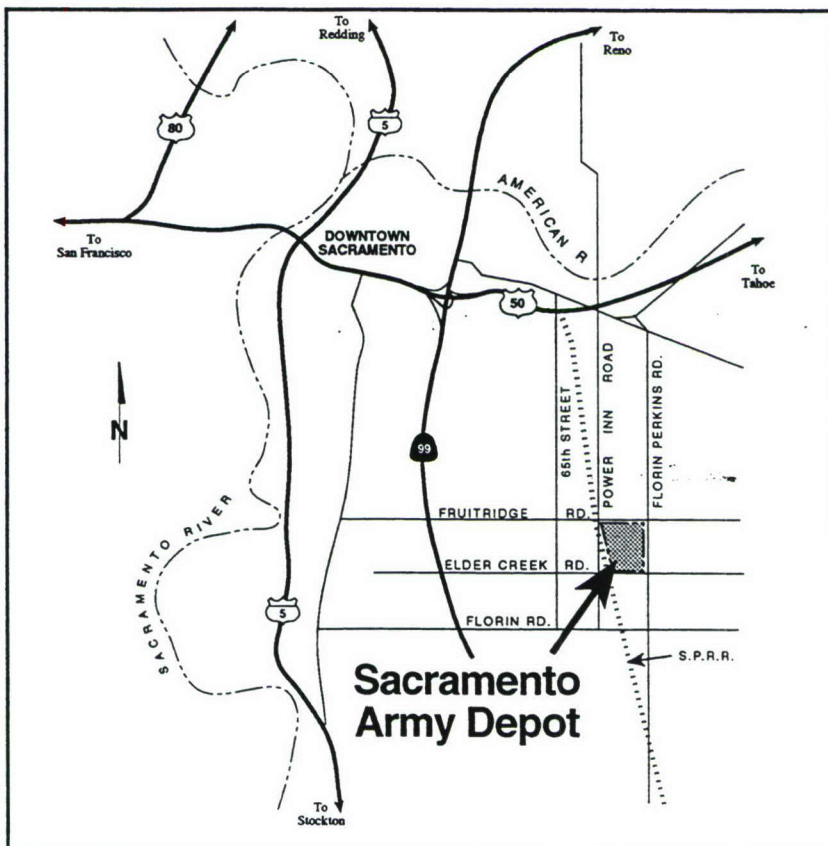 To
Redding
To
Reno
80
5
AMERICAN R
To
San Francisco
DOWNTOWN
SACRAMENTO
To
Tahoe
50
N
99
65th STREET
POWER INN ROAD
FLORIN PERKINS RD.
SACRAMENTO RIVER
FRUITRIDGE RD.
ELDER CREEK RD.
5
FLORIN RD.
S.P.R.R.
Sacramento
Army Depot
To
Stockton